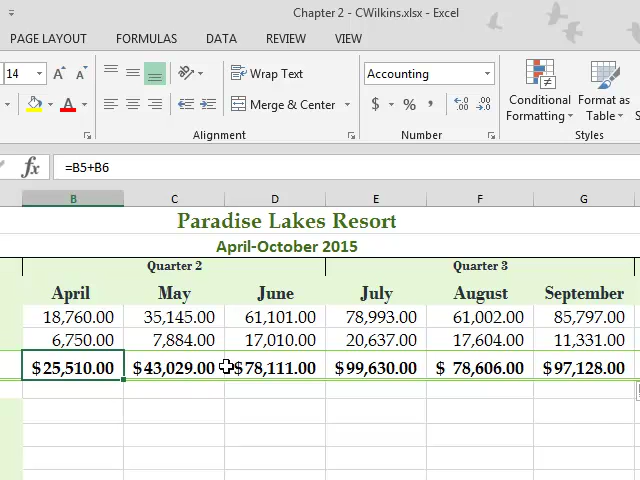 Chapter 2 - CWilkins.xlsx - Excel
PAGE LAYOUT FORMULAS DATA REVIEW VIEW
14 A A Wrap Text Accounting
A Merge & Center $ % , .0 .00 .00 .0 Conditional Formatting Format as Table
Alignment Number Styles
fx =B5+B6
B C D E F G
Paradise Lakes Resort
April-October 2015
Quarter 2 Quarter 3
April May June July August September
18,760.00 35,145.00 61,101.00 78,993.00 61,002.00 85,797.00
6,750.00 7,884.00 17,010.00 20,637.00 17,604.00 11,331.00
$25,510.00 $43,029.00 $78,111.00 $99,630.00 $ 78,606.00 $97,128.00